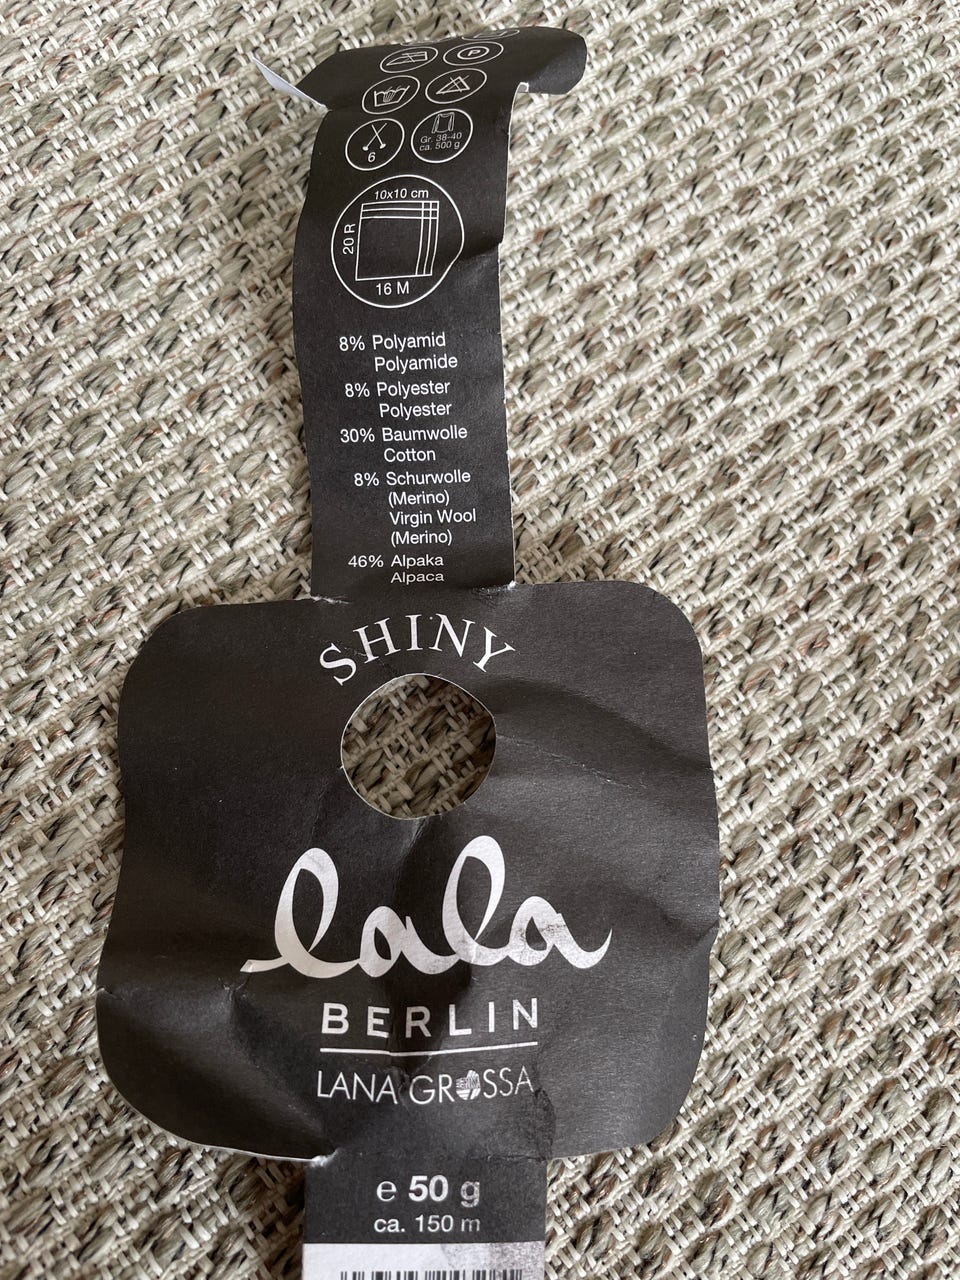 P
6
Gr. 38-40
ca. 500 g
10x10 cm
20 R
16 M
8% Polyamid
Polyamide
8% Polyester
Polyester
30% Baumwolle
Cotton
8% Schurwolle
(Merino)
Virgin Wool
(Merino)
46% Alpaka
Alpaca
SHINY
lala
BERLIN
LANA GROSSA
e 50 g
ca. 150 m